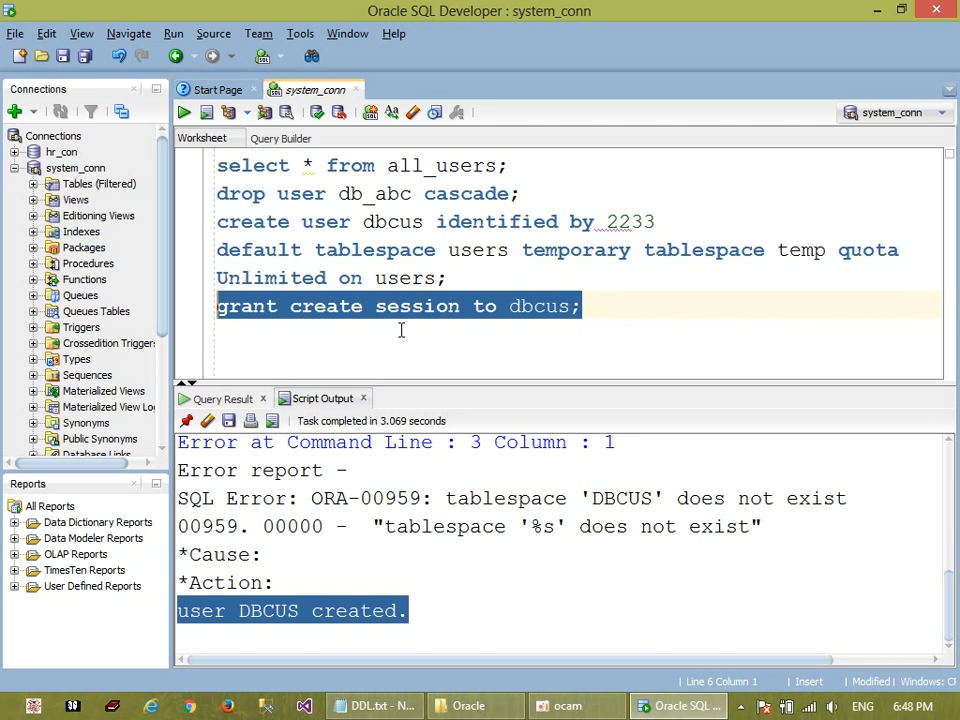 Oracle SQL Developer : system_conn
File Edit View Navigate Run Source Team Tools Window Help
Connections
Connections
hr_con
system_conn
Tables (Filtered)
Views
Editioning Views
Indexes
Packages
Procedures
Functions
Queues
Queues Tables
Triggers
Crossedition Trigger
Types
Sequences
Materialized Views
Materialized View Lo
Synonyms
Public Synonyms
Database Links
Reports
All Reports
Data Dictionary Reports
Data Modeler Reports
OLAP Reports
TimesTen Reports
User Defined Reports
Start Page system_conn
system_conn
Worksheet Query Builder
select * from all_users;
drop user db_abc cascade;
create user dbcus identified by 2233
default tablespace users temporary tablespace temp quota
Unlimited on users;
grant create session to dbcus;
Query Result Script Output
Task completed in 3.069 seconds
Error at Command Line : 3 Column : 1
Error report -
SQL Error: ORA-00959: tablespace 'DBCUS' does not exist
00959. 00000 - "tablespace '%s' does not exist"
*Cause:
*Action:
user DBCUS created.
Line 6 Column 1 Insert Modified Windows: C
DDL.txt - N... Oracle ocam Oracle SQL ... ENG 6:48 PM